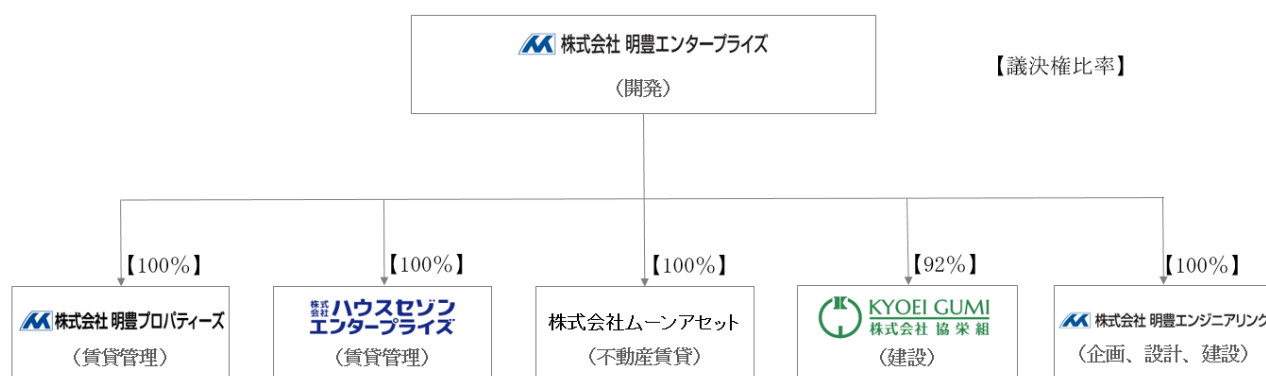 株式会社 明豊エンタープライズ
（開発）
【議決権比率】
【100％】
【100％】
【100％】
【92％】
【100％】
株式会社 明豊プロパティーズ
（賃貸管理）
株式会社 ハウスセゾン
エンタープライズ
（賃貸管理）
株式会社ムーンアセット
（不動産賃貸）
KYOEI GUMI
株式会社 協栄組
（建設）
株式会社 明豊エンジニアリング
（企画、設計、建設）